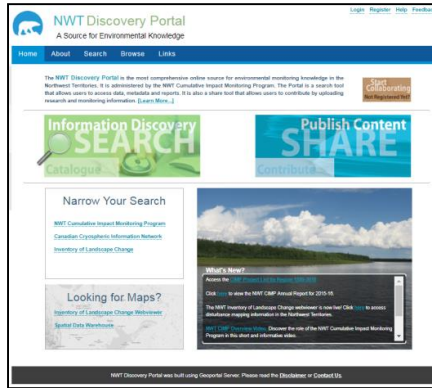 Login Register Help Feedba
NWT Discovery Portal
A Source for Environmental Knowledge
Home About Search Browse Links
The NWT Discovery Portal is the most comprehensive online source for environmental monitoring knowledge in the
Northwest Territories. It is administered by the NWT Cumulative Impact Monitoring Program. The Portal is a search tool
that allows users to access data, metadata and reports. It is also a share tool that allows users to contribute by uploading
research and monitoring information. [Learn More...]
Start
Collaborating
Not Registered Yet?
Information Discovery
SEARCH
Catalogue...
Publish Content
SHARE
Contribute...
Narrow Your Search
NWT Cumulative Impact Monitoring Program
Canadian Cryospheric Information Network
Inventory of Landscape Change
Looking for Maps?
Inventory of Landscape Change Webviewer
Spatial Data Warehouse
What's New?
Access the CIMP Project List by Region
Click here to view the NWT CIMP Annual Report for 2015-16.
The NWT Inventory of Landscape Change webviewer is now live! Click here to access
disturbance mapping information in the Northwest Territories.
NWT CIMP Overview Video. Discover the role of the NWT Cumulative Impact Monitoring
Program in this short and informative video.
NWT Discovery Portal was built using Geoportal Server. Please read the Disclaimer or Contact Us.